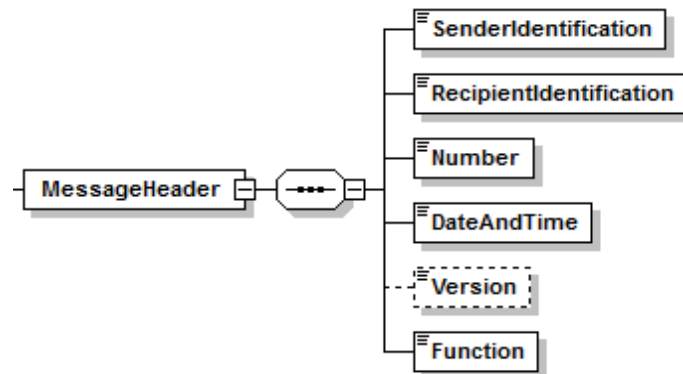 SenderIdentification
RecipientIdentification
Number
MessageHeader
DateAndTime
Version
Function